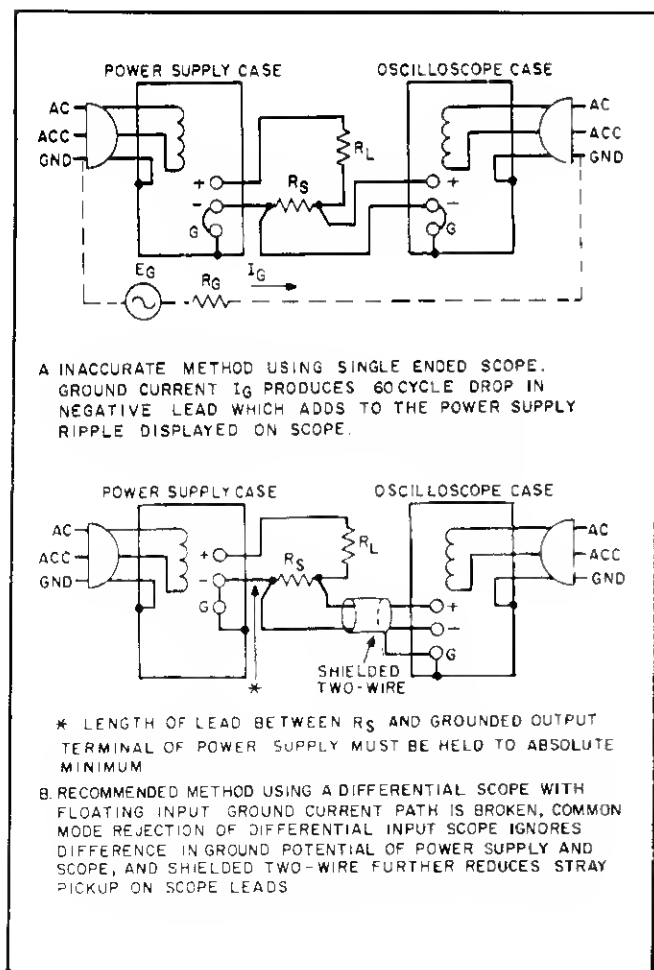 POWER SUPPLY CASE
OSCILLOSCOPE CASE
AC
ACC
GND
+
-
G
RS
RL
+
-
G
AC
ACC
GND
EG
RG
IG
A INACCURATE METHOD USING SINGLE ENDED SCOPE.
GROUND CURRENT IG PRODUCES 60 CYCLE DROP IN
NEGATIVE LEAD WHICH ADDS TO THE POWER SUPPLY
RIPPLE DISPLAYED ON SCOPE.
POWER SUPPLY CASE
OSCILLOSCOPE CASE
AC
ACC
GND
+
-
G
RS
RL
+
-
G
AC
ACC
GND
SHIELDED
TWO-WIRE
*
* LENGTH OF LEAD BETWEEN RS AND GROUNDED OUTPUT
TERMINAL OF POWER SUPPLY MUST BE HELD TO ABSOLUTE
MINIMUM
B. RECOMMENDED METHOD USING A DIFFERENTIAL SCOPE WITH
FLOATING INPUT GROUND CURRENT PATH IS BROKEN, COMMON
MODE REJECTION OF DIFFERENTIAL INPUT SCOPE IGNORES
DIFFERENCE IN GROUND POTENTIAL OF POWER SUPPLY AND
SCOPE, AND SHIELDED TWO-WIRE FURTHER REDUCES STRAY
PICKUP ON SCOPE LEADS